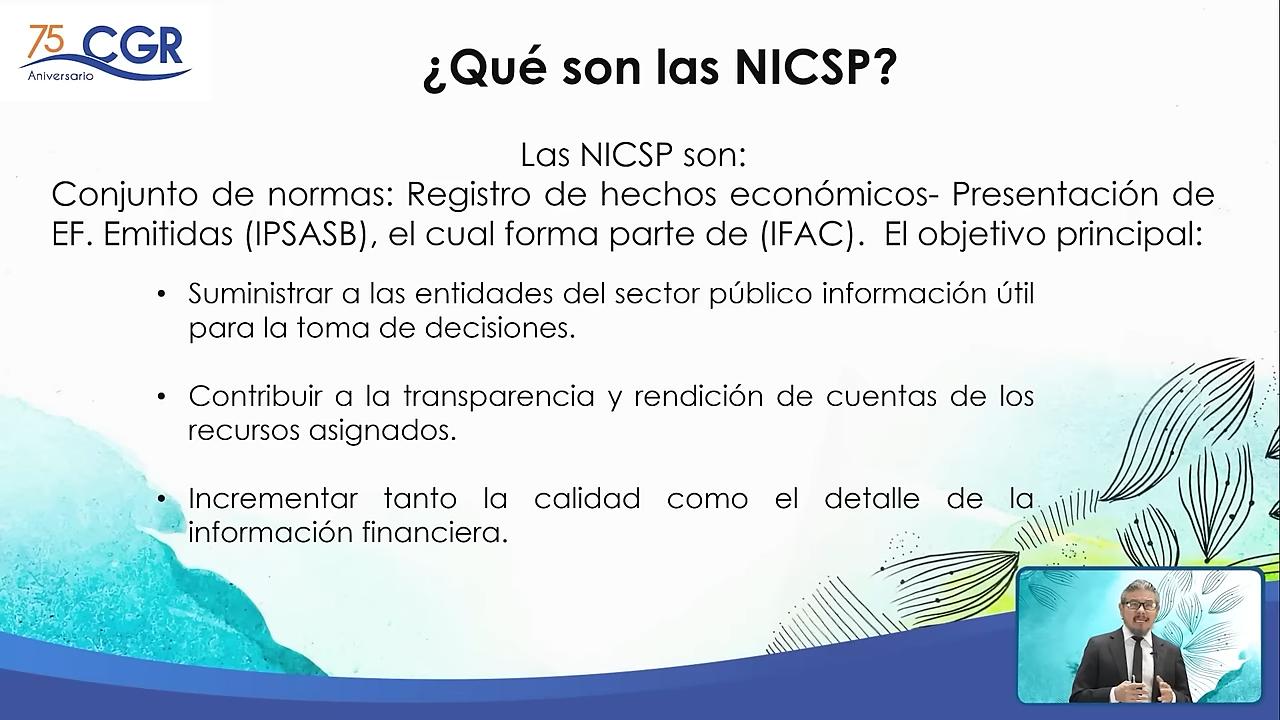 75 CGR
Aniversario
¿Qué son las NICSP?
Las NICSP son:
Conjunto de normas: Registro de hechos económicos- Presentación de
EF. Emitidas (IPSASB), el cual forma parte de (IFAC). El objetivo principal:
• Suministrar a las entidades del sector público información útil
para la toma de decisiones.
• Contribuir a la transparencia y rendición de cuentas de los
recursos asignados.
• Incrementar tanto la calidad como el detalle de la
información financiera.